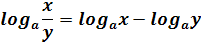 logₐ x/y = logₐx − logₐy